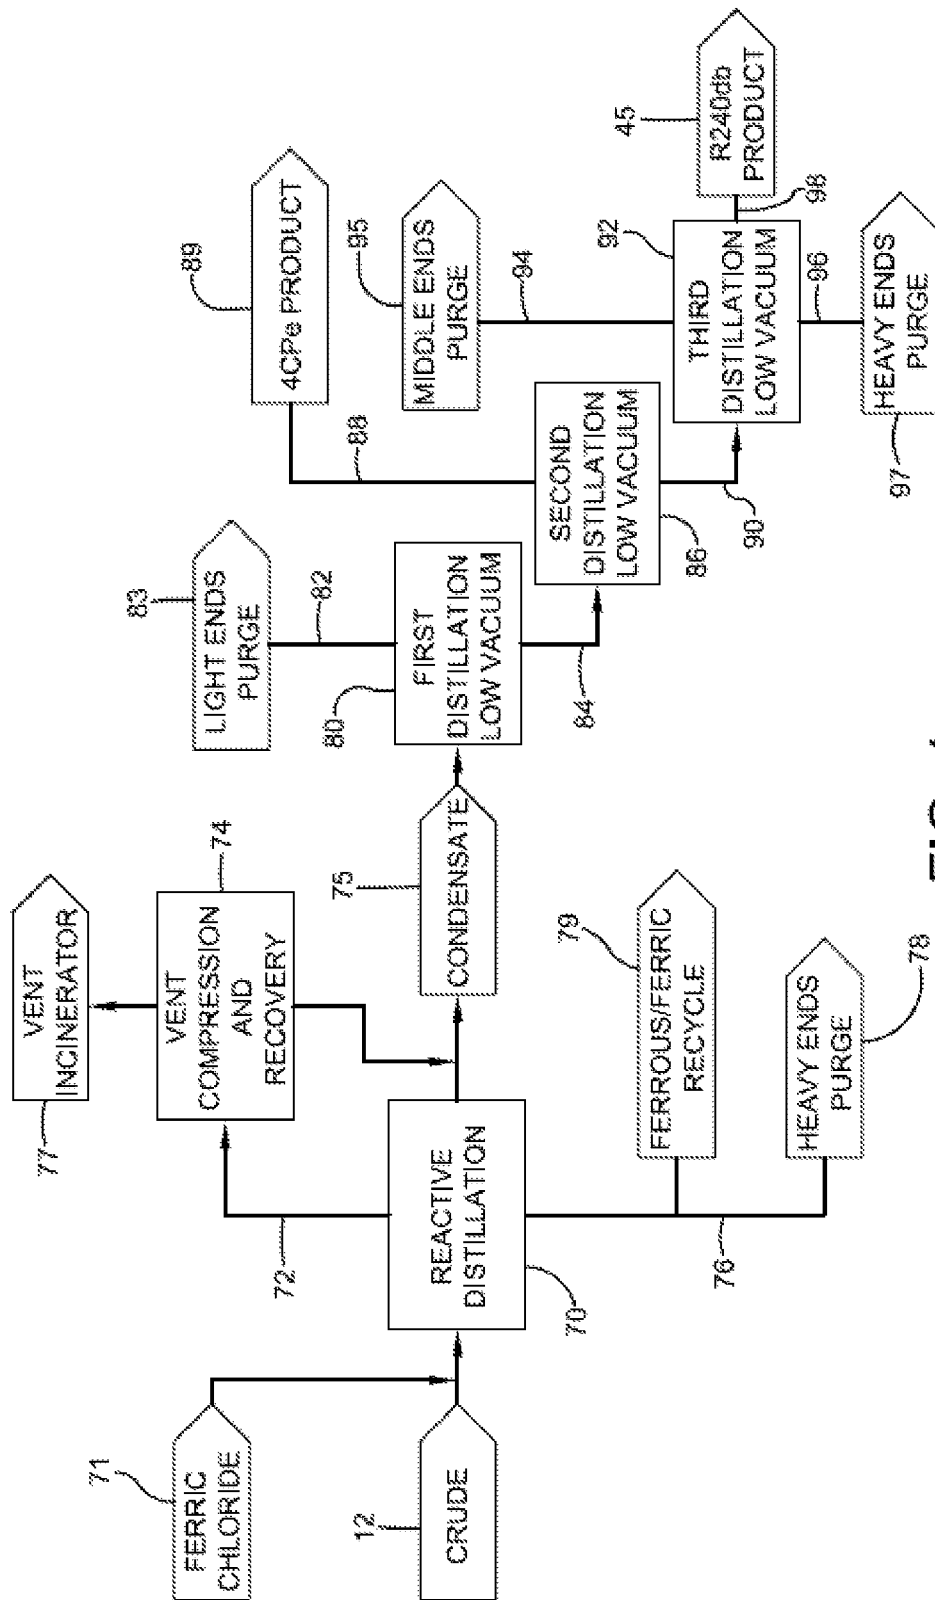 VENT
INCINERATOR
77
71
FERRIC
CHLORIDE
VENT
COMPRESSION
AND
RECOVERY
74
83
LIGHT ENDS
PURGE
89
4CPe PRODUCT
72
82
88
12
CRUDE
REACTIVE
DISTILLATION
75
CONDENSATE
80
FIRST
DISTILLATION
LOW VACUUM
95
MIDDLE ENDS
PURGE
94
70
79
FERROUS/FERRIC
RECYCLE
84
SECOND
DISTILLATION
LOW VACUUM
86
92
45
R240db
PRODUCT
THIRD
DISTILLATION
LOW VACUUM
98
76
HEAVY ENDS
PURGE
78
90
96
HEAVY ENDS
PURGE
97
FIG.